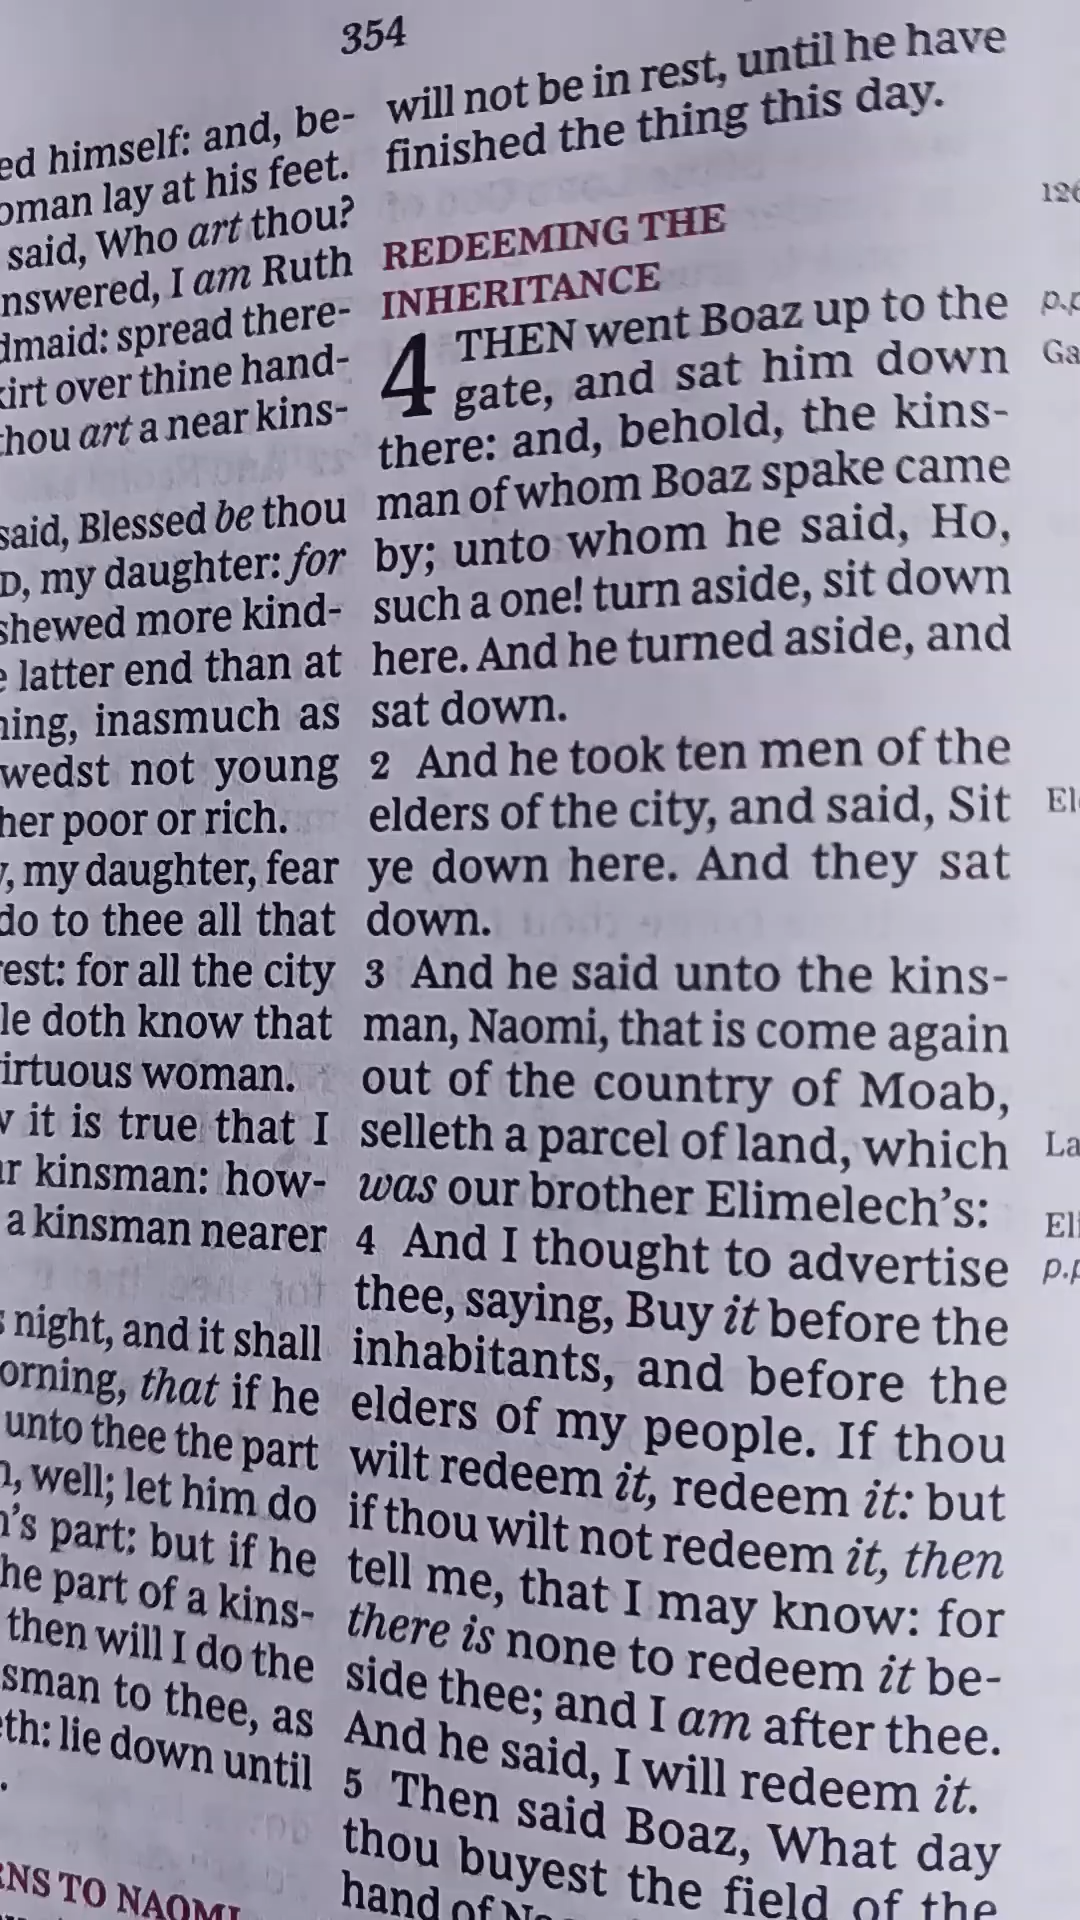 354
ed himself: and, be-
oman lay at his feet.
said, Who art thou?
nswered, I am Ruth
dmaid: spread there-
kirt over thine hand-
thou art a near kins-
said, Blessed be thou
D, my daughter: for
shewed more kind-
e latter end than at
ning, inasmuch as
wedst not young
her poor or rich.
y, my daughter, fear
do to thee all that
est: for all the city
le doth know that
irtuous woman.
w it is true that I
ar kinsman: how-
a kinsman nearer
s night, and it shall
orning, that if he
unto thee the part
n, well; let him do
n's part: but if he
he part of a kins-
then will I do the
sman to thee, as
eth: lie down until
.
RNS TO NAOMI
will not be in rest, until he have
finished the thing this day.
REDEEMING THE
INHERITANCE
4 THEN went Boaz up to the
gate, and sat him down
there: and, behold, the kins-
man of whom Boaz spake came
by; unto whom he said, Ho,
such a one! turn aside, sit down
here. And he turned aside, and
sat down.
2 And he took ten men of the
elders of the city, and said, Sit
ye down here. And they sat
down.
3 And he said unto the kins-
man, Naomi, that is come again
out of the country of Moab,
selleth a parcel of land, which
was our brother Elimelech's:
4 And I thought to advertise
thee, saying, Buy it before the
inhabitants, and before the
elders of my people. If thou
wilt redeem it, redeem it: but
if thou wilt not redeem it, then
tell me, that I may know: for
there is none to redeem it be-
side thee; and I am after thee.
And he said, I will redeem it.
5 Then said Boaz, What day
thou buyest the field of the
hand of
126
p.p
Ga
Ele
La
Eli
p.p